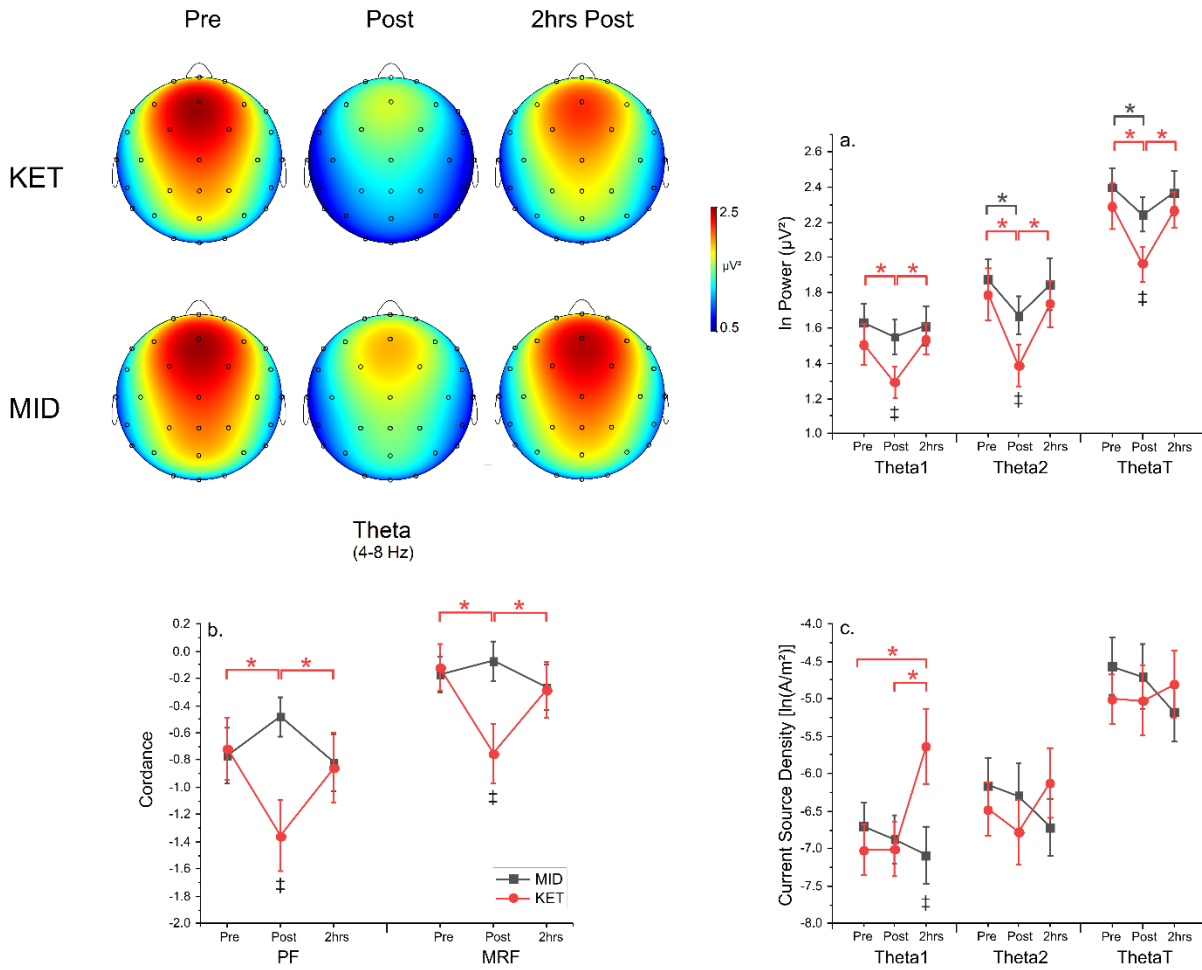 Pre Post 2hrs Post
KET
MID
2.5
μV²
0.5
Theta
(4-8 Hz)
a.
ln Power (μV²)
2.6
2.4
2.2
2.0
1.8
1.6
1.4
1.2
1.0
* * *
* * *
* *
‡ ‡ ‡
Pre Post 2hrs Pre Post 2hrs Pre Post 2hrs
Theta1 Theta2 ThetaT
b.
Cordance
0.2
0.0
-0.2
-0.4
-0.6
-0.8
-1.0
-1.2
-1.4
-1.6
-1.8
-2.0
* *
* *
‡ ‡
MID
KET
Pre Post 2hrs Pre Post 2hrs
PF MRF
c.
Current Source Density [ln(A/m²)]
-4.0
-4.5
-5.0
-5.5
-6.0
-6.5
-7.0
-7.5
-8.0
*
*
‡
Pre Post 2hrs Pre Post 2hrs Pre Post 2hrs
Theta1 Theta2 ThetaT